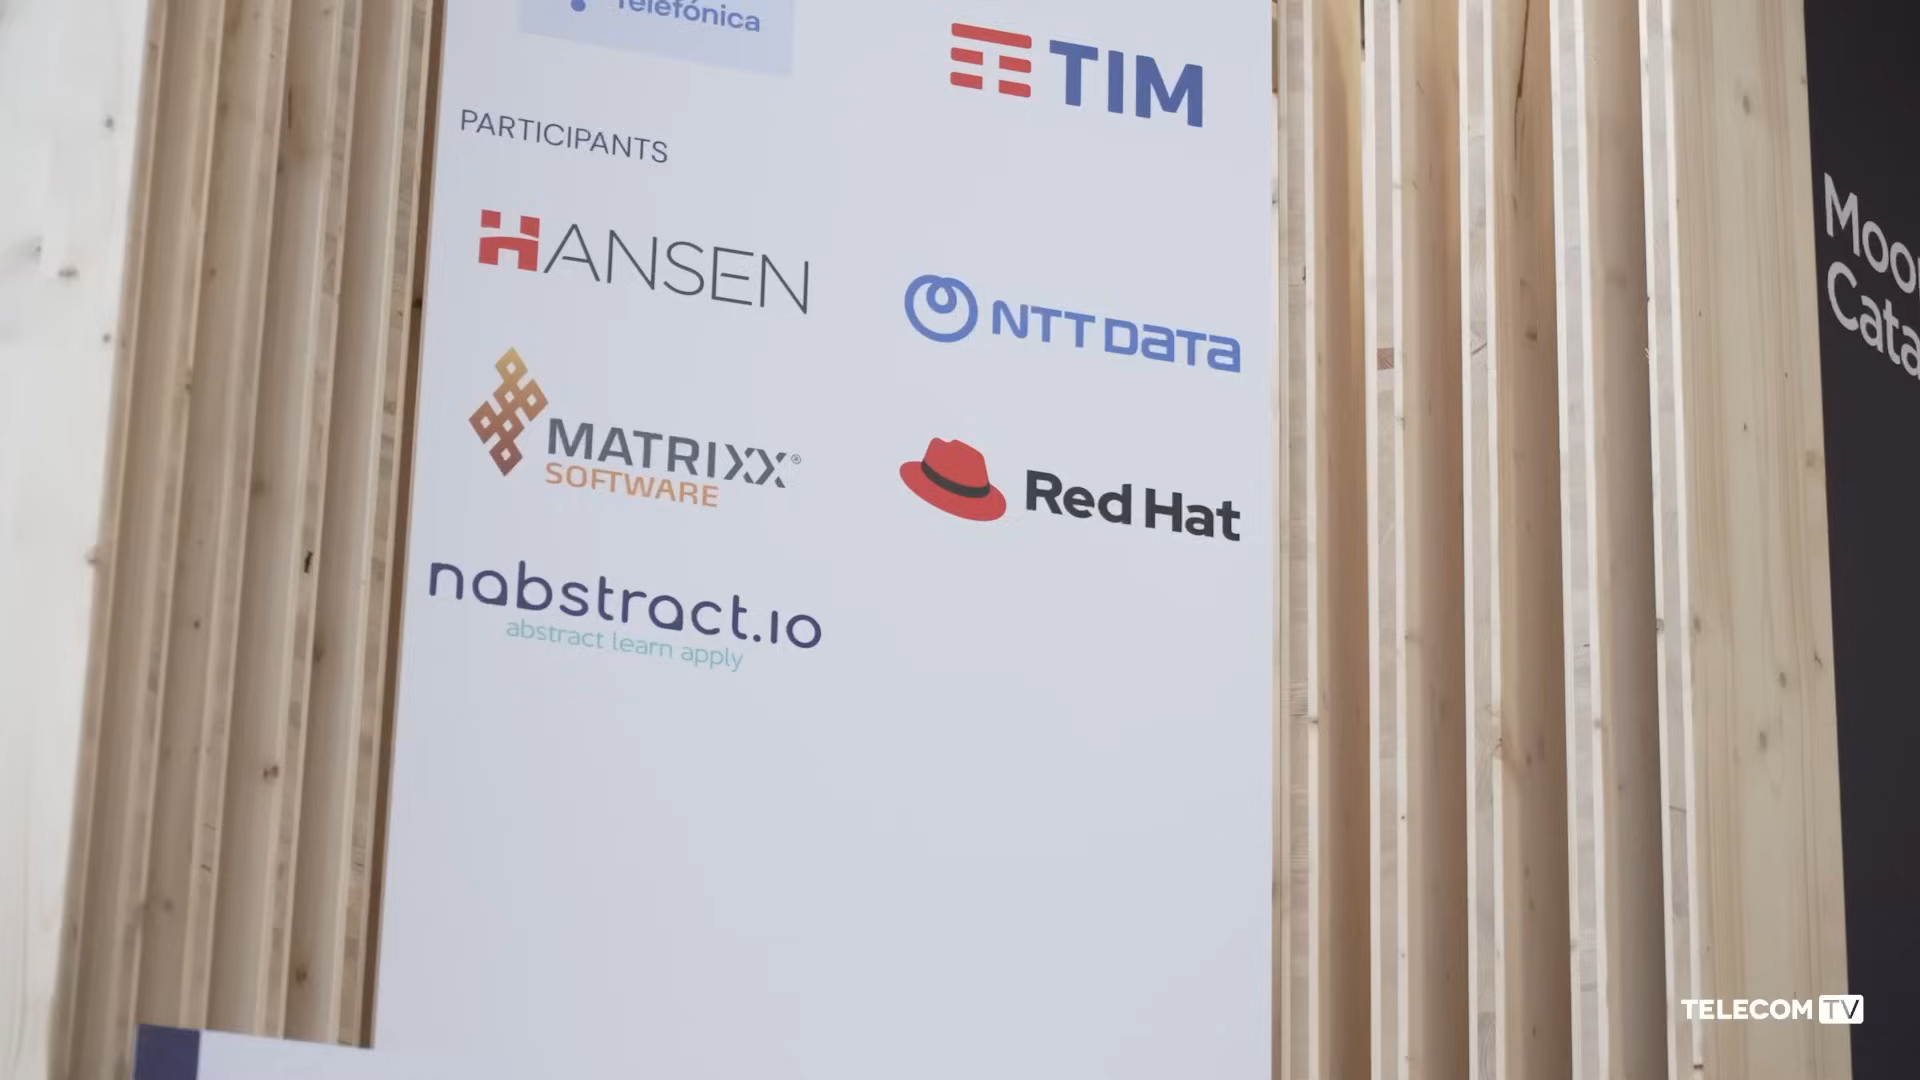 Telefónica
TIM
PARTICIPANTS
HANSEN
NTT DATA
MATRIXX®
SOFTWARE
Red Hat
nabstract.io
abstract learn apply
TELECOM TV